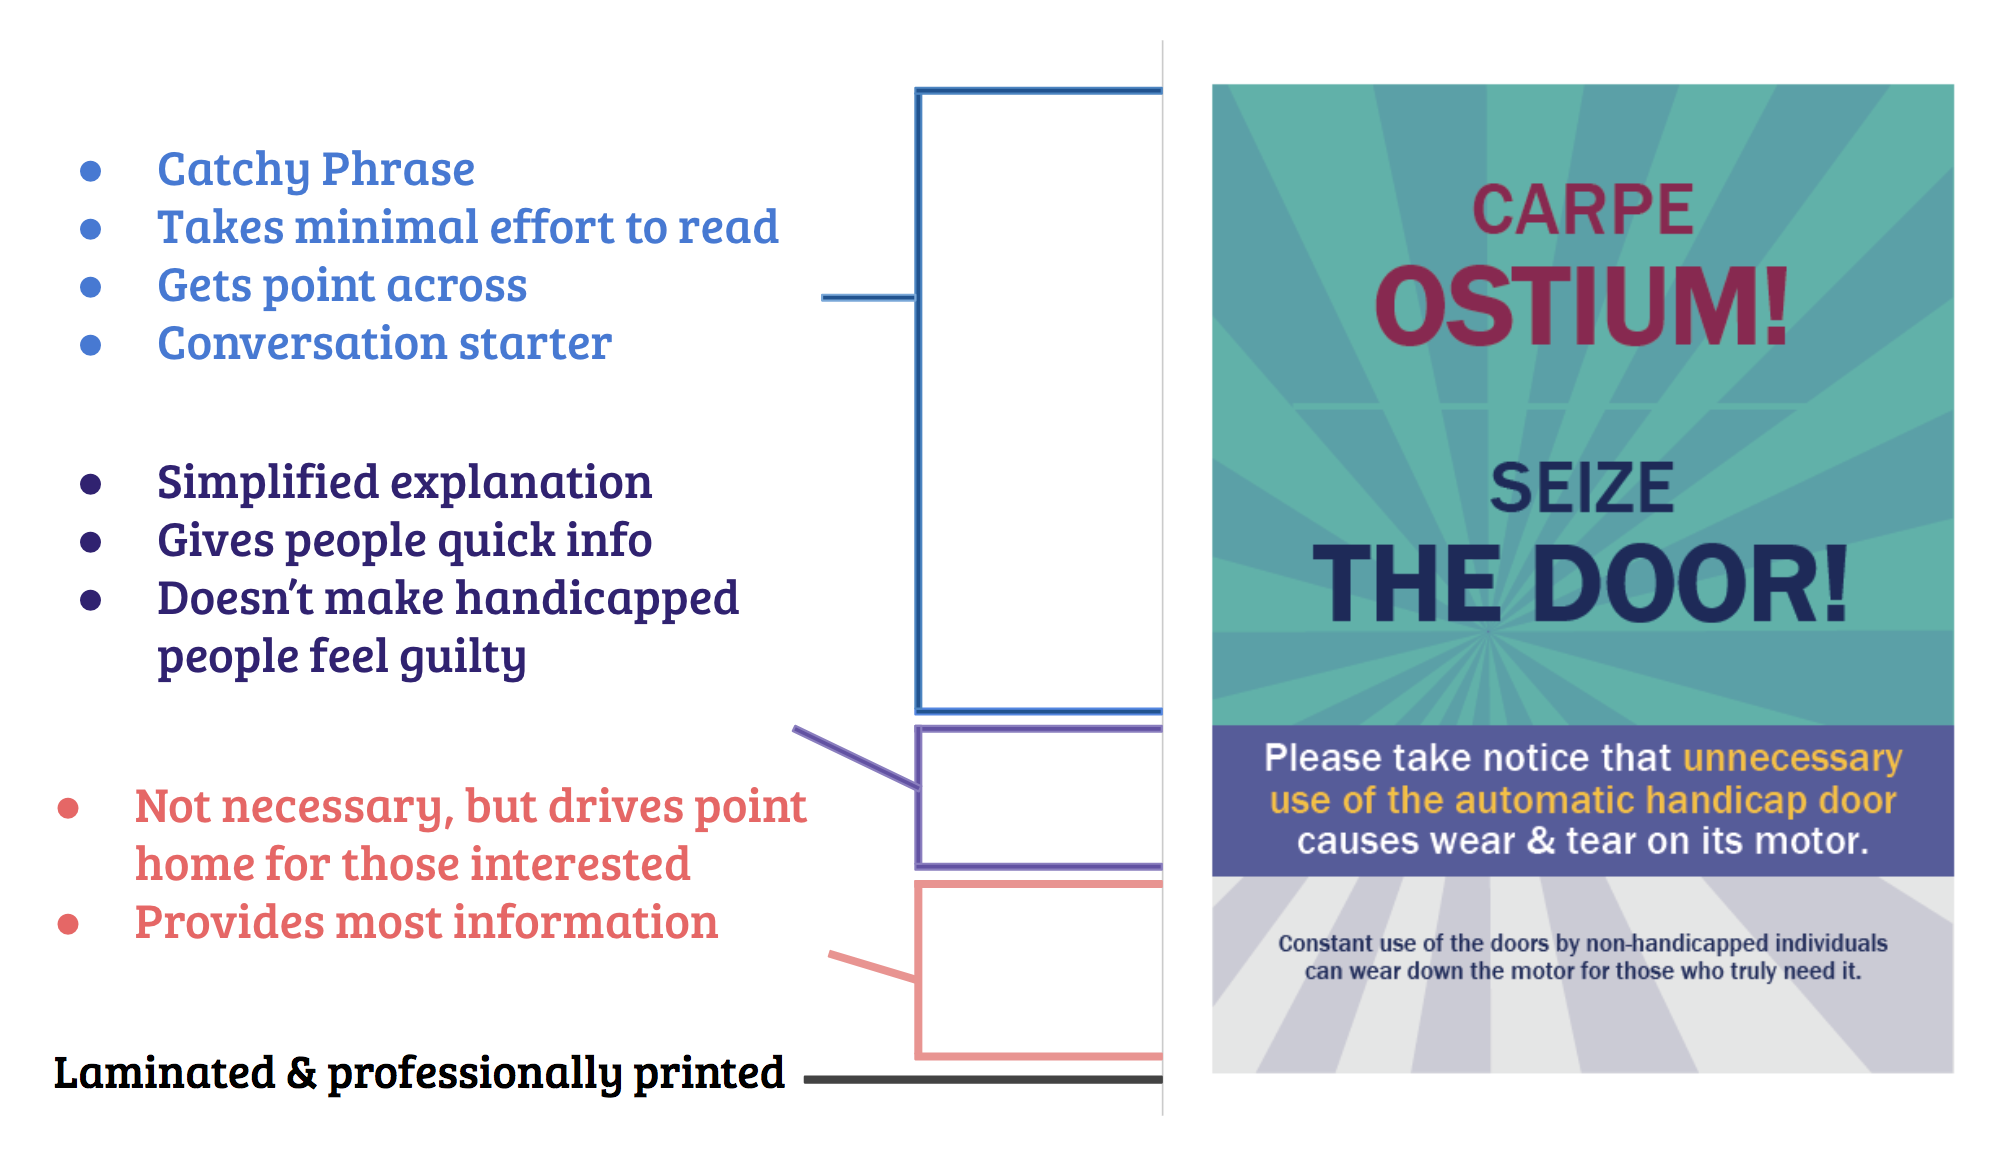 ● Catchy Phrase
● Takes minimal effort to read
● Gets point across
● Conversation starter
● Simplified explanation
● Gives people quick info
● Doesn’t make handicapped
people feel guilty
● Not necessary, but drives point
home for those interested
● Provides most information
Laminated & professionally printed
CARPE
OSTIUM!
SEIZE
THE DOOR!
Please take notice that unnecessary
use of the automatic handicap door
causes wear & tear on its motor.
Constant use of the doors by non-handicapped individuals
can wear down the motor for those who truly need it.